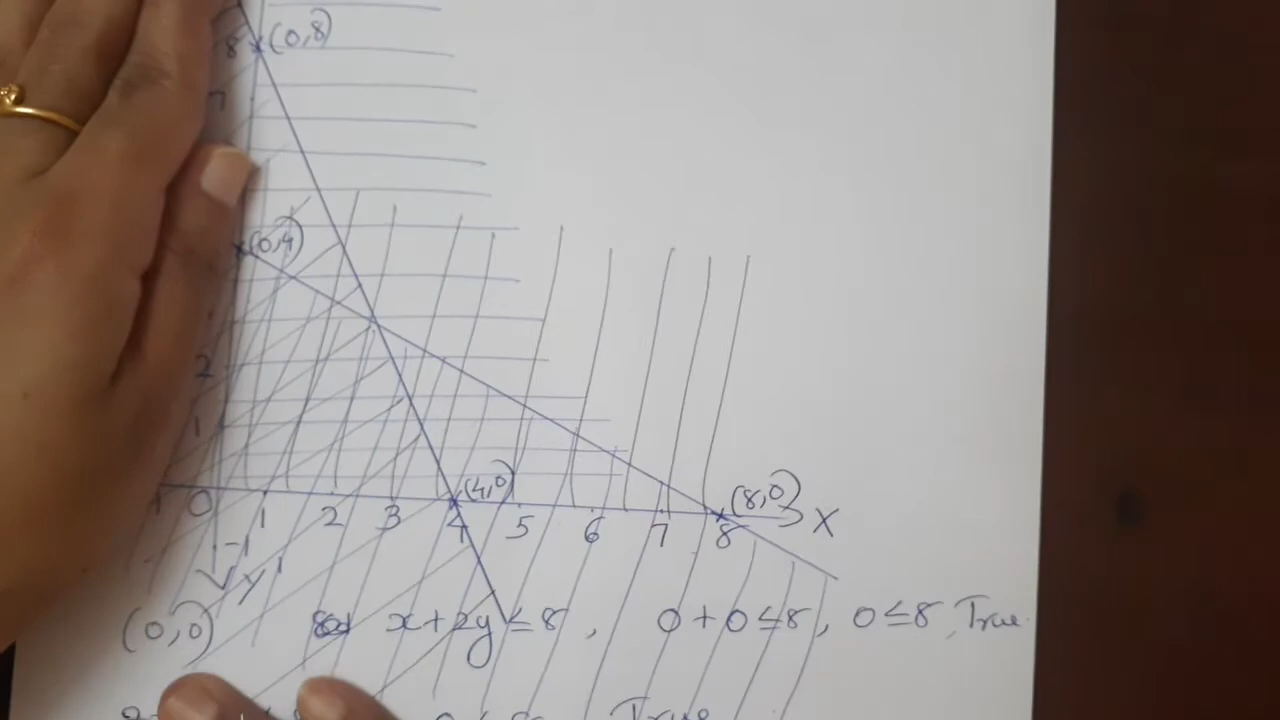 8 (0,8)
7
(0,4)
2
1
(4,0) (8,0)
0 1 2 3 4 5 6 7 8 X
-1
Y'
(0,0) x+2y ≤ 8, 0+0 ≤ 8, 0 ≤ 8, True
True